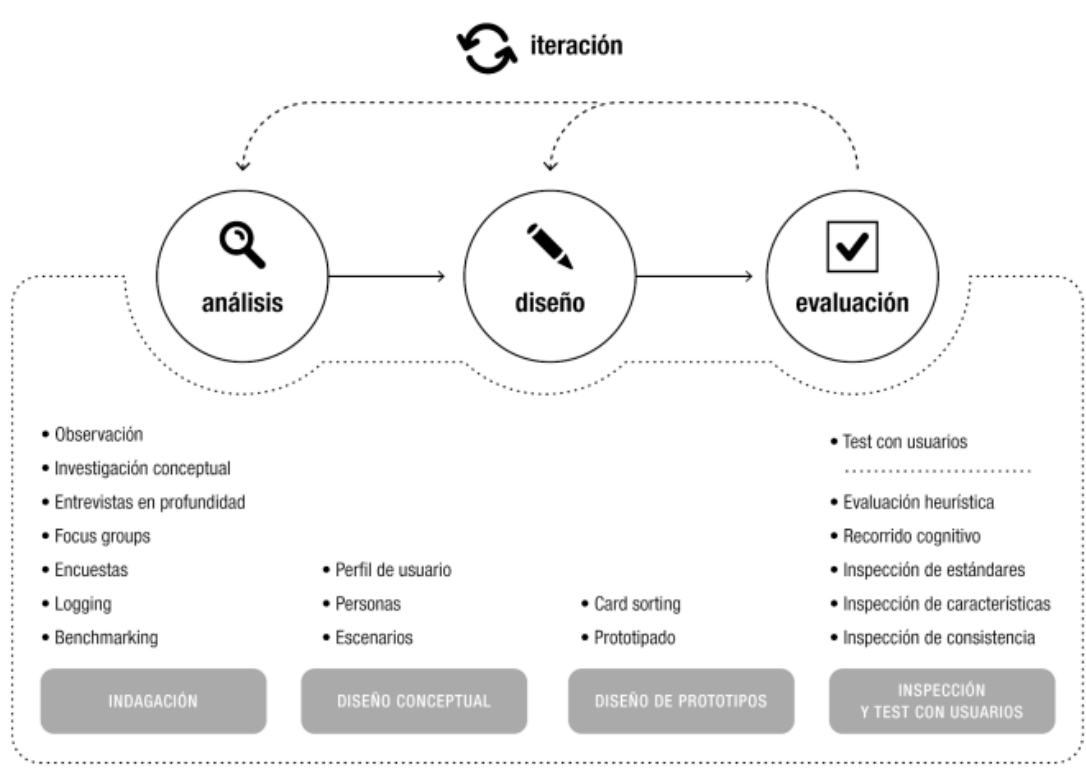 iteración
análisis
diseño
evaluación
• Observación
• Investigación conceptual
• Entrevistas en profundidad
• Focus groups
• Encuestas
• Logging
• Benchmarking
INDAGACIÓN
• Perfil de usuario
• Personas
• Escenarios
DISEÑO CONCEPTUAL
• Card sorting
• Prototipado
DISEÑO DE PROTOTIPOS
• Test con usuarios
• Evaluación heurística
• Recorrido cognitivo
• Inspección de estándares
• Inspección de características
• Inspección de consistencia
INSPECCIÓN
Y TEST CON USUARIOS